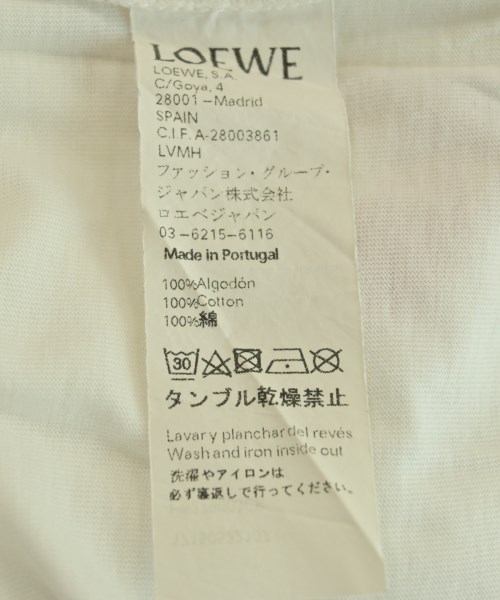 LOEWE
LOEWE, S.A.
C/Goya, 4
28001 – Madrid
SPAIN
C.I.F. A-28003861
LVMH
ファッション・グループ・
ジャパン株式会社
ロエベジャパン
03-6215-6116
Made in Portugal
100% Algodón
100% Cotton
100% 綿
30
タンブル乾燥禁止
Lavar y planchar del revés
Wash and iron inside out
洗濯やアイロンは
必ず裏返しで行ってください。